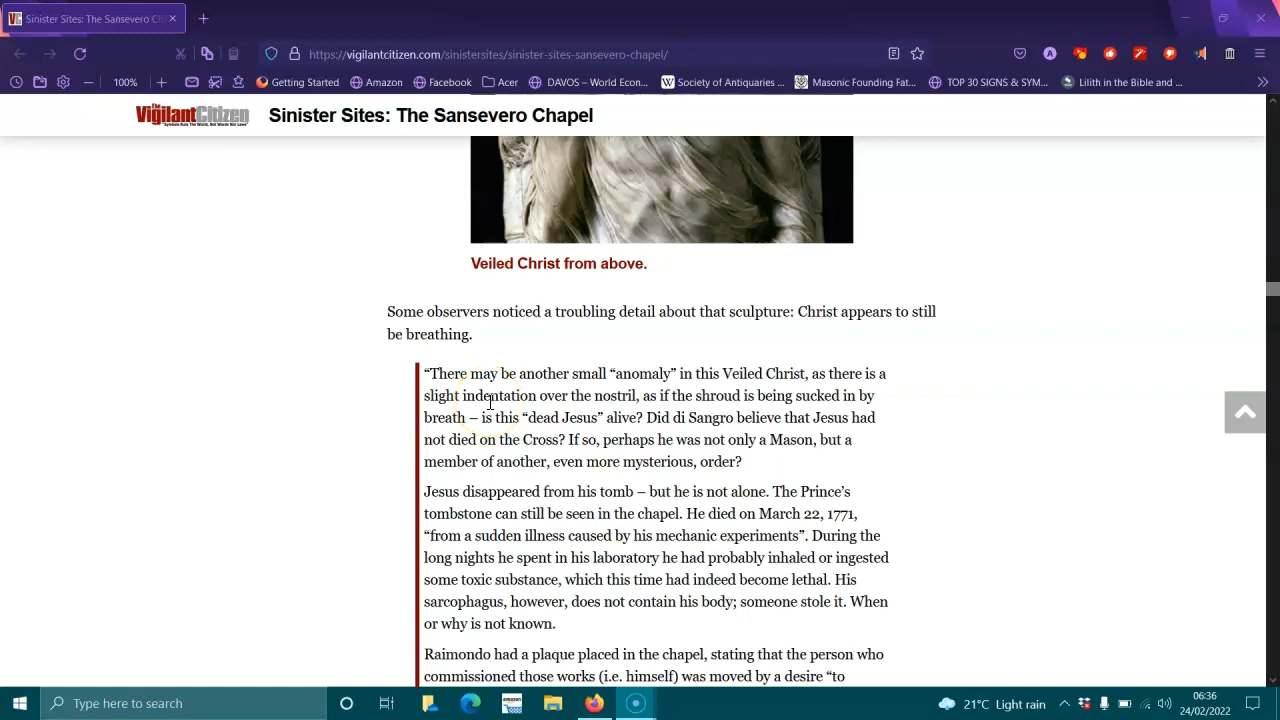 Sinister Sites: The Sansevero Ch
https://vigilantcitizen.com/sinistersites/sinister-sites-sansevero-chapel/
100%
Getting Started
Amazon
Facebook
Acer
DAVOS – World Econ...
Society of Antiquaries ...
Masonic Founding Fat...
TOP 30 SIGNS & SYM...
Lilith in the Bible and ...
The
VigilantCitizen
"Symbols Rule The World, Not Words Nor Laws"
Sinister Sites: The Sansevero Chapel
Veiled Christ from above.
Some observers noticed a troubling detail about that sculpture: Christ appears to still
be breathing.
“There may be another small “anomaly” in this Veiled Christ, as there is a
slight indentation over the nostril, as if the shroud is being sucked in by
breath – is this “dead Jesus” alive? Did di Sangro believe that Jesus had
not died on the Cross? If so, perhaps he was not only a Mason, but a
member of another, even more mysterious, order?
Jesus disappeared from his tomb – but he is not alone. The Prince’s
tombstone can still be seen in the chapel. He died on March 22, 1771,
“from a sudden illness caused by his mechanic experiments”. During the
long nights he spent in his laboratory he had probably inhaled or ingested
some toxic substance, which this time had indeed become lethal. His
sarcophagus, however, does not contain his body; someone stole it. When
or why is not known.
Raimondo had a plaque placed in the chapel, stating that the person who
commissioned those works (i.e. himself) was moved by a desire “to
Type here to search
amazon
21°C Light rain
06:36
24/02/2022